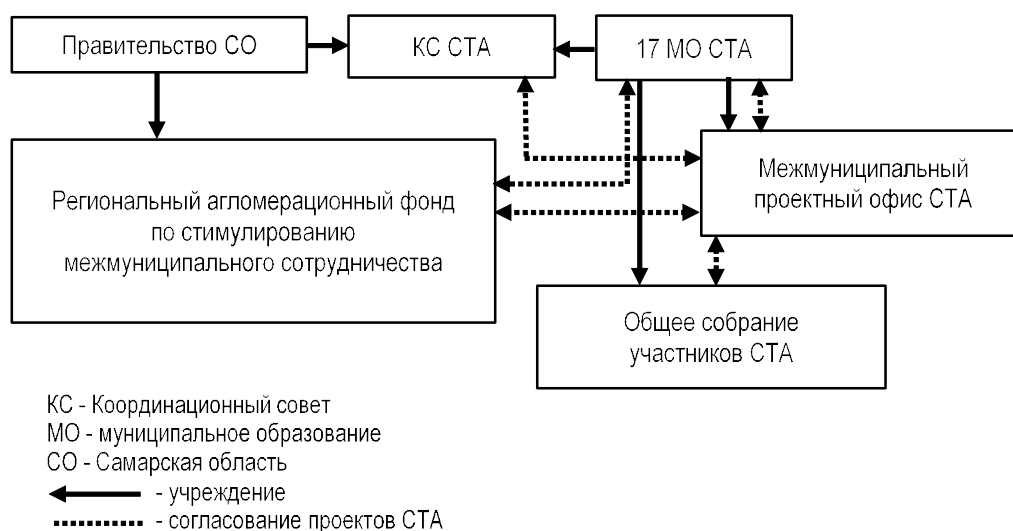 Правительство СО
КС СТА
17 МО СТА
Региональный агломерационный фонд
по стимулированию
межмуниципального сотрудничества
Межмуниципальный
проектный офис СТА
Общее собрание
участников СТА
КС - Координационный совет
МО - муниципальное образование
СО - Самарская область
- учреждение
- согласование проектов СТА